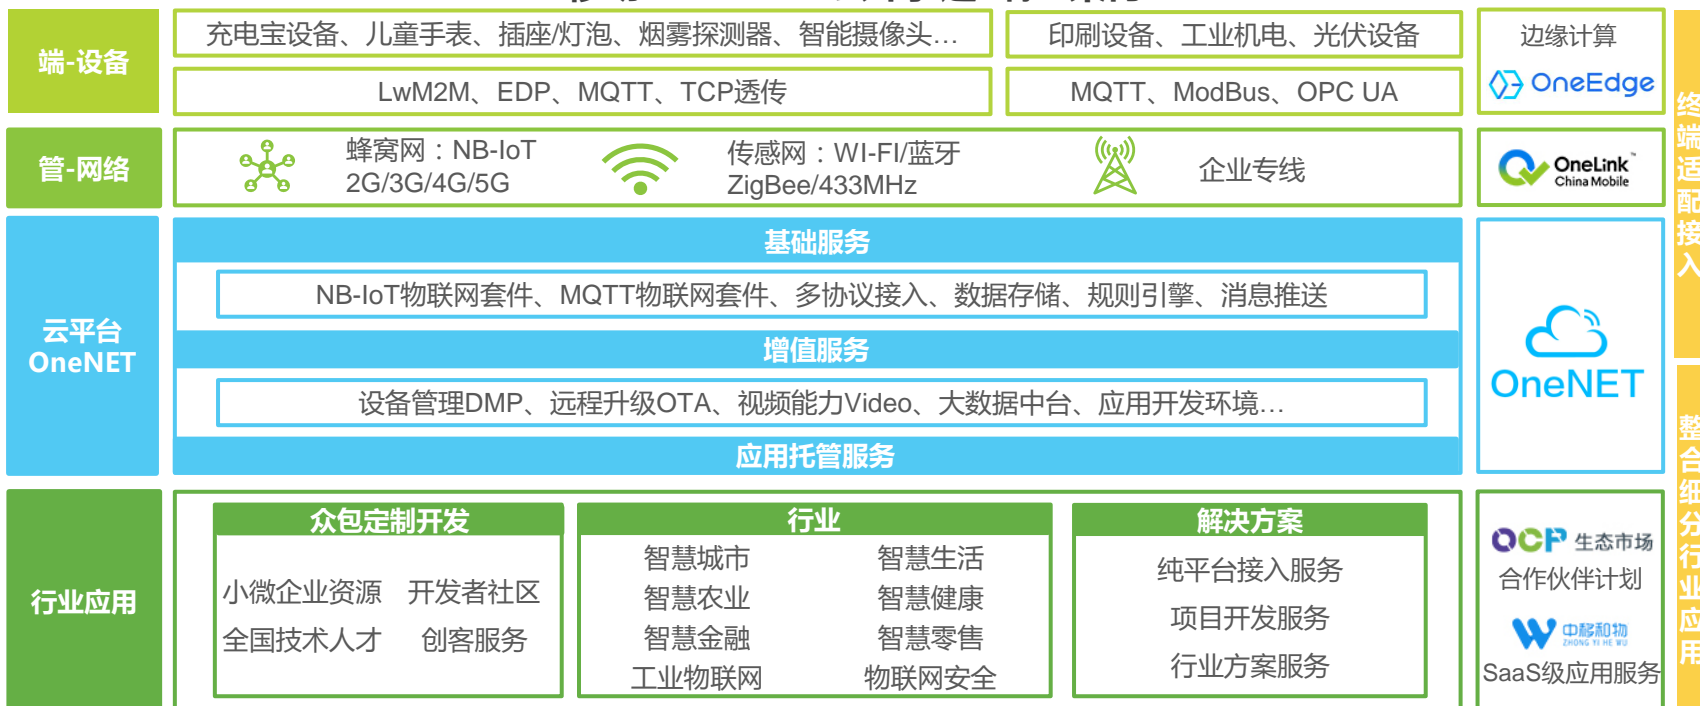 端-设备
充电宝设备、儿童手表、插座/灯泡、烟雾探测器、智能摄像头…
印刷设备、工业机电、光伏设备
LwM2M、EDP、MQTT、TCP透传
MQTT、ModBus、OPC UA
边缘计算
OneEdge
管-网络
蜂窝网：NB-IoT
2G/3G/4G/5G
传感网：WI-FI/蓝牙
ZigBee/433MHz
企业专线
OneLink
China Mobile
终端适配接入
云平台
OneNET
基础服务
NB-IoT物联网套件、MQTT物联网套件、多协议接入、数据存储、规则引擎、消息推送
增值服务
设备管理DMP、远程升级OTA、视频能力Video、大数据中台、应用开发环境…
应用托管服务
OneNET
行业应用
众包定制开发
小微企业资源 开发者社区
全国技术人才 创客服务
行业
智慧城市 智慧生活
智慧农业 智慧健康
智慧金融 智慧零售
工业物联网 物联网安全
解决方案
纯平台接入服务
项目开发服务
行业方案服务
OCP 生态市场
合作伙伴计划
中移和物
ZHONG YI HE WU
SaaS级应用服务
整合细分行业应用